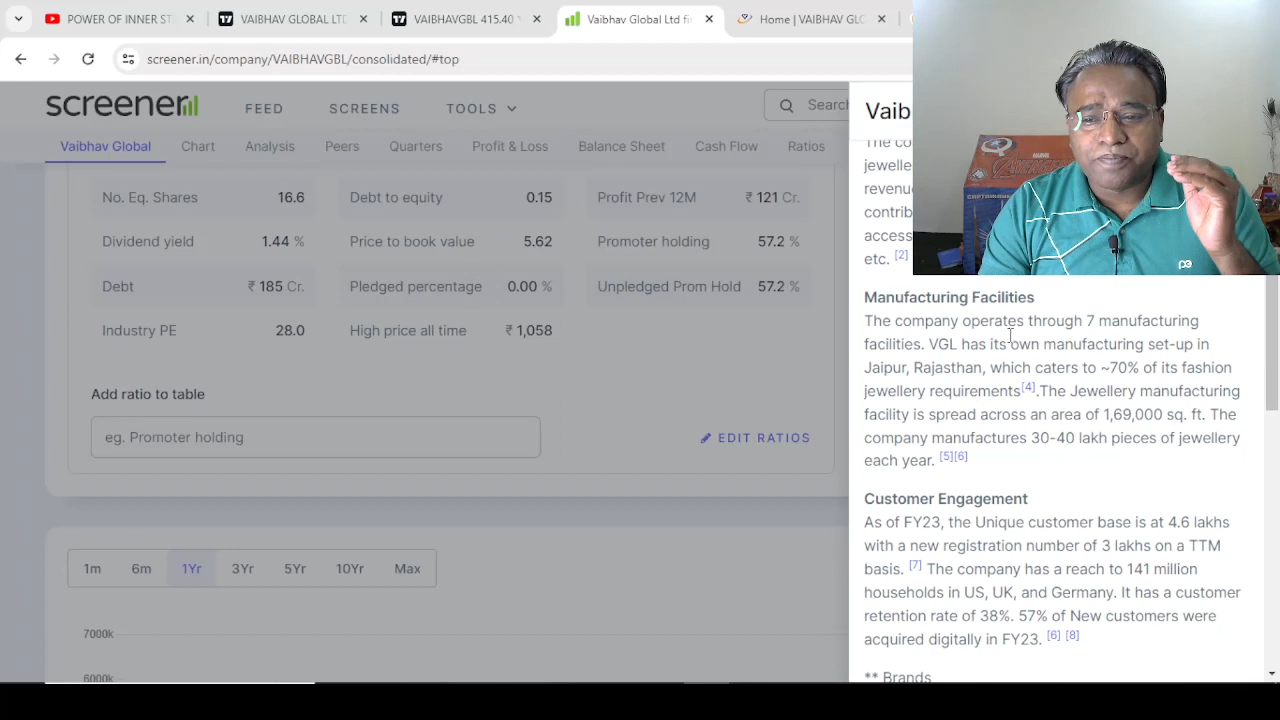 POWER OF INNER ST
VAIBHAV GLOBAL LTD
VAIBHAVGBL 415.40
Vaibhav Global Ltd fi
Home | VAIBHAV GLO
screener.in/company/VAIBHAVGBL/consolidated/#top
screener
FEED
SCREENS
TOOLS
Search
Vaibhav Global
Chart
Analysis
Peers
Quarters
Profit & Loss
Balance Sheet
Cash Flow
Ratios
No. Eq. Shares 16.6
Debt to equity 0.15
Profit Prev 12M ₹ 121 Cr.
Dividend yield 1.44 %
Price to book value 5.62
Promoter holding 57.2 %
Debt ₹ 185 Cr.
Pledged percentage 0.00 %
Unpledged Prom Hold 57.2 %
Industry PE 28.0
High price all time ₹ 1,058
Add ratio to table
eg. Promoter holding
EDIT RATIOS
1m 6m 1Yr 3Yr 5Yr 10Yr Max
7000k
6000k
Vaib
The co
jewelle
revenu
contrib
access
etc. [2]
Manufacturing Facilities
The company operates through 7 manufacturing
facilities. VGL has its own manufacturing set-up in
Jaipur, Rajasthan, which caters to ~70% of its fashion
jewellery requirements[4].The Jewellery manufacturing
facility is spread across an area of 1,69,000 sq. ft. The
company manufactures 30-40 lakh pieces of jewellery
each year. [5][6]
Customer Engagement
As of FY23, the Unique customer base is at 4.6 lakhs
with a new registration number of 3 lakhs on a TTM
basis. [7] The company has a reach to 141 million
households in US, UK, and Germany. It has a customer
retention rate of 38%. 57% of New customers were
acquired digitally in FY23. [6] [8]
** Brands